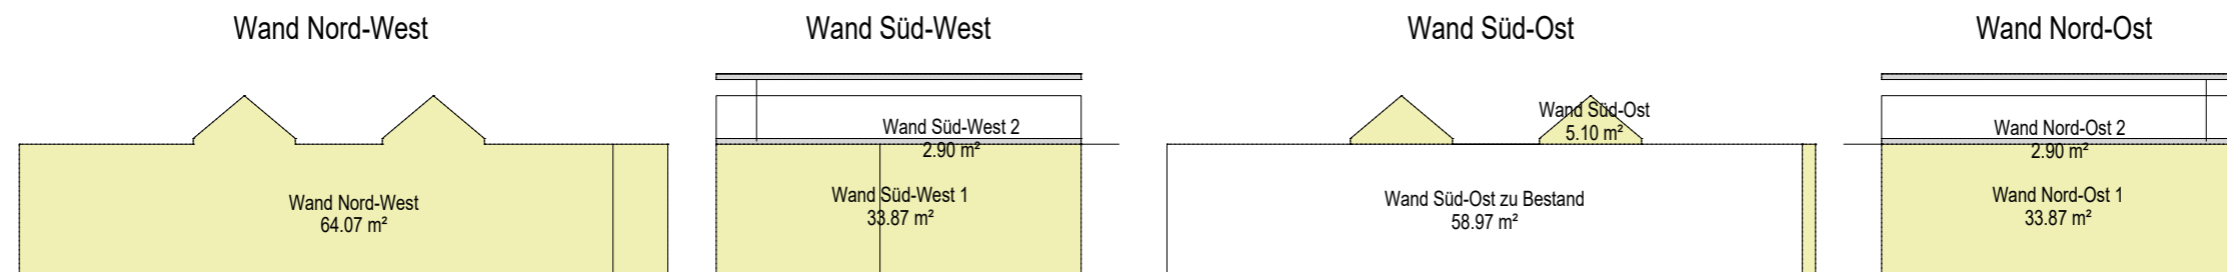 Wand Nord-West
Wand Süd-West
Wand Süd-Ost
Wand Nord-Ost
Wand Nord-West
64.07 m²
Wand Süd-West 2
2.90 m²
Wand Süd-West 1
33.87 m²
Wand Süd-Ost
5.10 m²
Wand Süd-Ost zu Bestand
58.97 m²
Wand Nord-Ost 2
2.90 m²
Wand Nord-Ost 1
33.87 m²